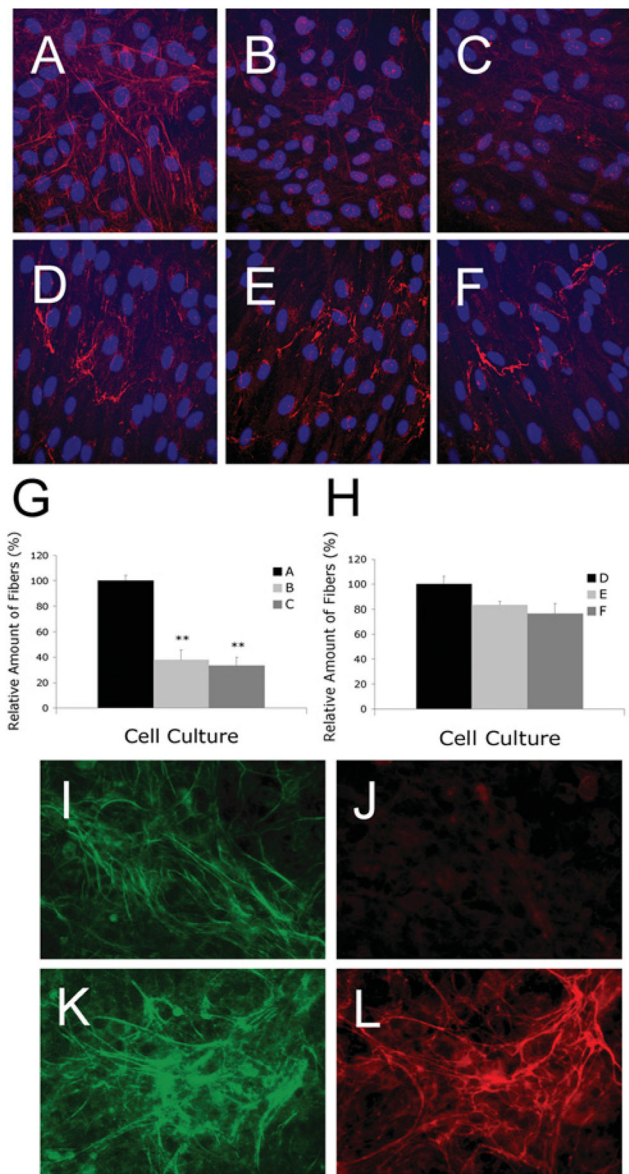 A
B
C
D
E
F
G
H
Relative Amount of Fibers (%)
120
100
80
60
40
20
0
**
**
A
B
C
Cell Culture
Relative Amount of Fibers (%)
120
100
80
60
40
20
0
D
E
F
Cell Culture
I
J
K
L